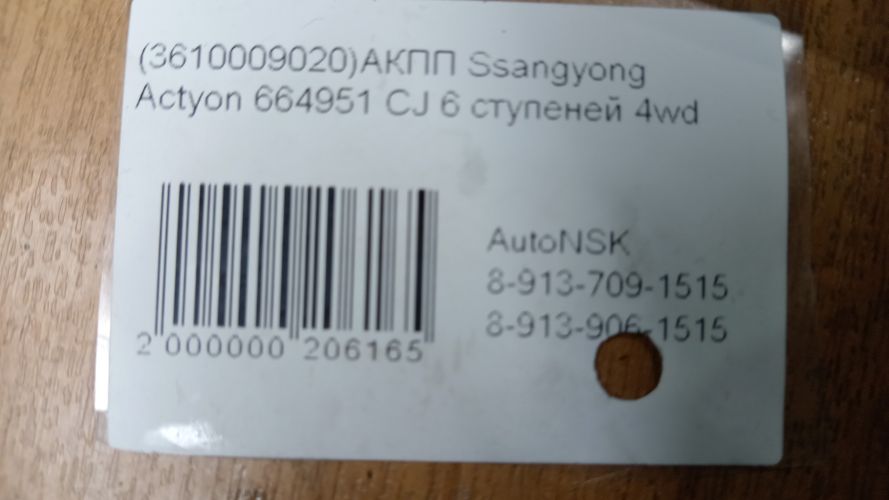 (3610009020)АКПП Ssangyong
Actyon 664951 CJ 6 ступеней 4wd
AutoNSK
8-913-709-1515
8-913-906-1515
2 000000 206165